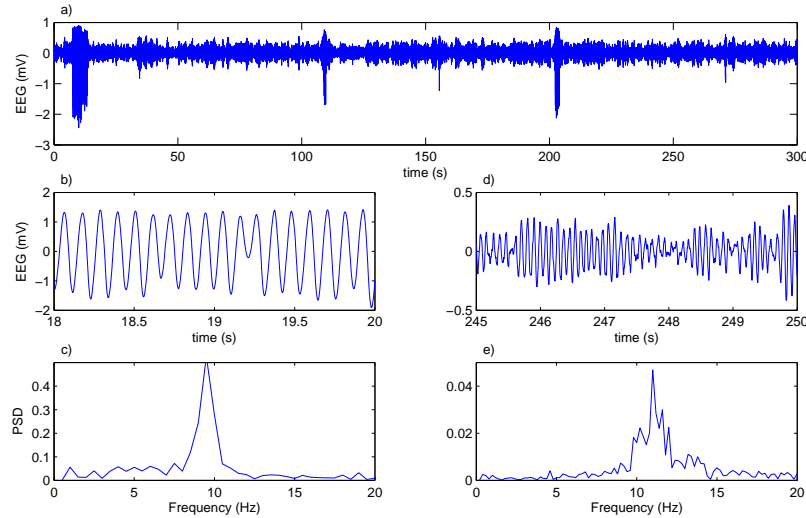 a)
1
0
−1
−2
−3
EEG (mV)
0 50 100 150 200 250 300
time (s)
b)
2
1
0
−1
−2
EEG (mV)
18 18.5 19 19.5 20
time (s)
d)
0.5
0
−0.5
245 246 247 248 249 250
time (s)
c)
0.4
0.3
0.2
0.1
0
PSD
0 5 10 15 20
Frequency (Hz)
e)
0.04
0.02
0
0 5 10 15 20
Frequency (Hz)